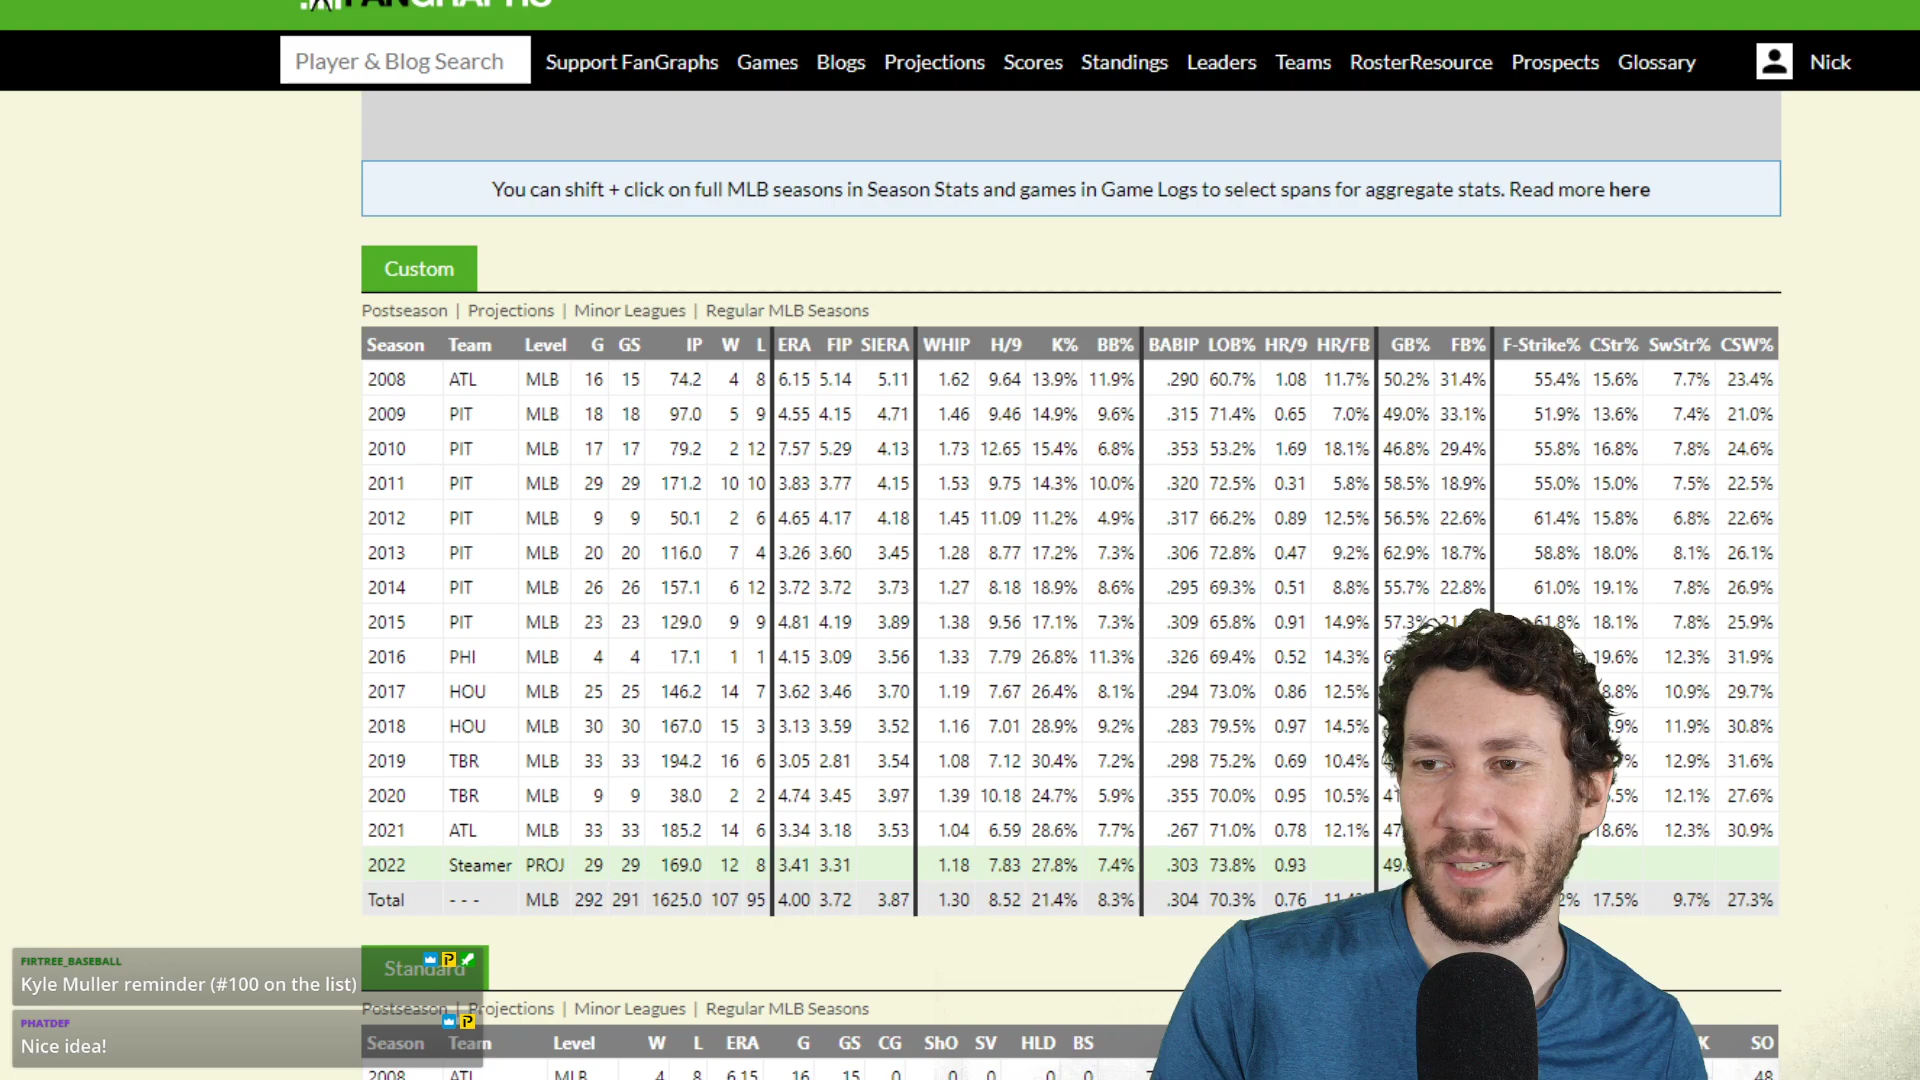 FANGRAPHS
Player & Blog Search Support FanGraphs Games Blogs Projections Scores Standings Leaders Teams RosterResource Prospects Glossary Nick
You can shift + click on full MLB seasons in Season Stats and games in Game Logs to select spans for aggregate stats. Read more here
Custom
Postseason | Projections | Minor Leagues | Regular MLB Seasons
Season Team Level G GS IP W L ERA FIP SIERA WHIP H/9 K% BB% BABIP LOB% HR/9 HR/FB GB% FB% F-Strike% CStr% SwStr% CSW%
2008 ATL MLB 16 15 74.2 4 8 6.15 5.14 5.11 1.62 9.64 13.9% 11.9% .290 60.7% 1.08 11.7% 50.2% 31.4% 55.4% 15.6% 7.7% 23.4%
2009 PIT MLB 18 18 97.0 5 9 4.55 4.15 4.71 1.46 9.46 14.9% 9.6% .315 71.4% 0.65 7.0% 49.0% 33.1% 51.9% 13.6% 7.4% 21.0%
2010 PIT MLB 17 17 79.2 2 12 7.57 5.29 4.13 1.73 12.65 15.4% 6.8% .353 53.2% 1.69 18.1% 46.8% 29.4% 55.8% 16.8% 7.8% 24.6%
2011 PIT MLB 29 29 171.2 10 10 3.83 3.77 4.15 1.53 9.75 14.3% 10.0% .320 72.5% 0.31 5.8% 58.5% 18.9% 55.0% 15.0% 7.5% 22.5%
2012 PIT MLB 9 9 50.1 2 6 4.65 4.17 4.18 1.45 11.09 11.2% 4.9% .317 66.2% 0.89 12.5% 56.5% 22.6% 61.4% 15.8% 6.8% 22.6%
2013 PIT MLB 20 20 116.0 7 4 3.26 3.60 3.45 1.28 8.77 17.2% 7.3% .306 72.8% 0.47 9.2% 62.9% 18.7% 58.8% 18.0% 8.1% 26.1%
2014 PIT MLB 26 26 157.1 6 12 3.72 3.72 3.73 1.27 8.18 18.9% 8.6% .295 69.3% 0.51 8.8% 55.7% 22.8% 61.0% 19.1% 7.8% 26.9%
2015 PIT MLB 23 23 129.0 9 9 4.81 4.19 3.89 1.38 9.56 17.1% 7.3% .309 65.8% 0.91 14.9% 57.3% 18.1% 7.8% 25.9%
2016 PHI MLB 4 4 17.1 1 1 4.15 3.09 3.56 1.33 7.79 26.8% 11.3% .326 69.4% 0.52 14.3% 19.6% 12.3% 31.9%
2017 HOU MLB 25 25 146.2 14 7 3.62 3.46 3.70 1.19 7.67 26.4% 8.1% .294 73.0% 0.86 12.5% 10.9% 29.7%
2018 HOU MLB 30 30 167.0 15 3 3.13 3.59 3.52 1.16 7.01 28.9% 9.2% .283 79.5% 0.97 14.5% 11.9% 30.8%
2019 TBR MLB 33 33 194.2 16 6 3.05 2.81 3.54 1.08 7.12 30.4% 7.2% .298 75.2% 0.69 10.4% 12.9% 31.6%
2020 TBR MLB 9 9 38.0 2 2 4.74 3.45 3.97 1.39 10.18 24.7% 5.9% .355 70.0% 0.95 10.5% 12.1% 27.6%
2021 ATL MLB 33 33 185.2 14 6 3.34 3.18 3.53 1.04 6.59 28.6% 7.7% .267 71.0% 0.78 12.1% 18.6% 12.3% 30.9%
2022 Steamer PROJ 29 29 169.0 12 8 3.41 3.31 1.18 7.83 27.8% 7.4% .303 73.8% 0.93
Total - - - MLB 292 291 1625.0 107 95 4.00 3.72 3.87 1.30 8.52 21.4% 8.3% .304 70.3% 0.76 17.5% 9.7% 27.3%
FIRTREE_BASEBALL
Kyle Muller reminder (#100 on the list)
Standard
Postseason | Projections | Minor Leagues | Regular MLB Seasons
PHATDEF
Nice idea!
Season Team Level W L ERA G GS CG ShO SV HLD BS SO
2008 ATL MLB 4 8 6.15 16 15 0 0 0 0 0 48